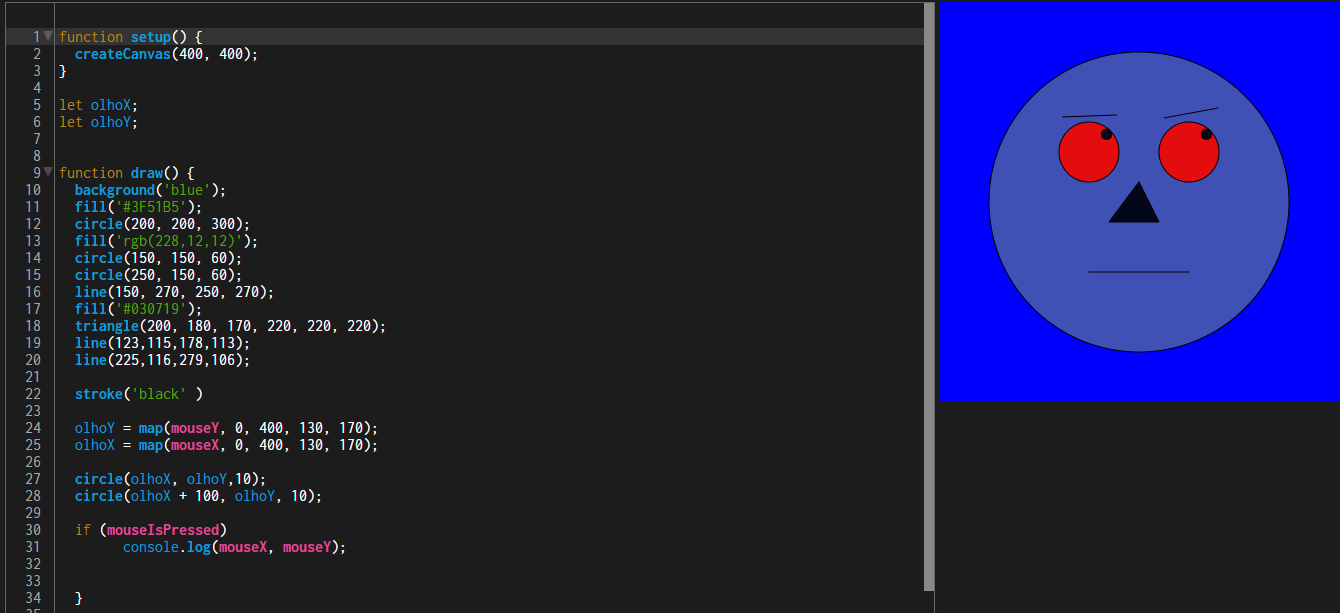 1 function setup() {
2 createCanvas(400, 400);
3 }
4
5 let olhoX;
6 let olhoY;
7
8
9 function draw() {
10 background('blue');
11 fill('#3F51B5');
12 circle(200, 200, 300);
13 fill('rgb(228,12,12)');
14 circle(150, 150, 60);
15 circle(250, 150, 60);
16 line(150, 270, 250, 270);
17 fill('#030719');
18 triangle(200, 180, 170, 220, 220, 220);
19 line(123,115,178,113);
20 line(225,116,279,106);
21
22 stroke('black' )
23
24 olhoY = map(mouseY, 0, 400, 130, 170);
25 olhoX = map(mouseX, 0, 400, 130, 170);
26
27 circle(olhoX, olhoY,10);
28 circle(olhoX + 100, olhoY, 10);
29
30 if (mouseIsPressed)
31 console.log(mouseX, mouseY);
32
33
34 }
35